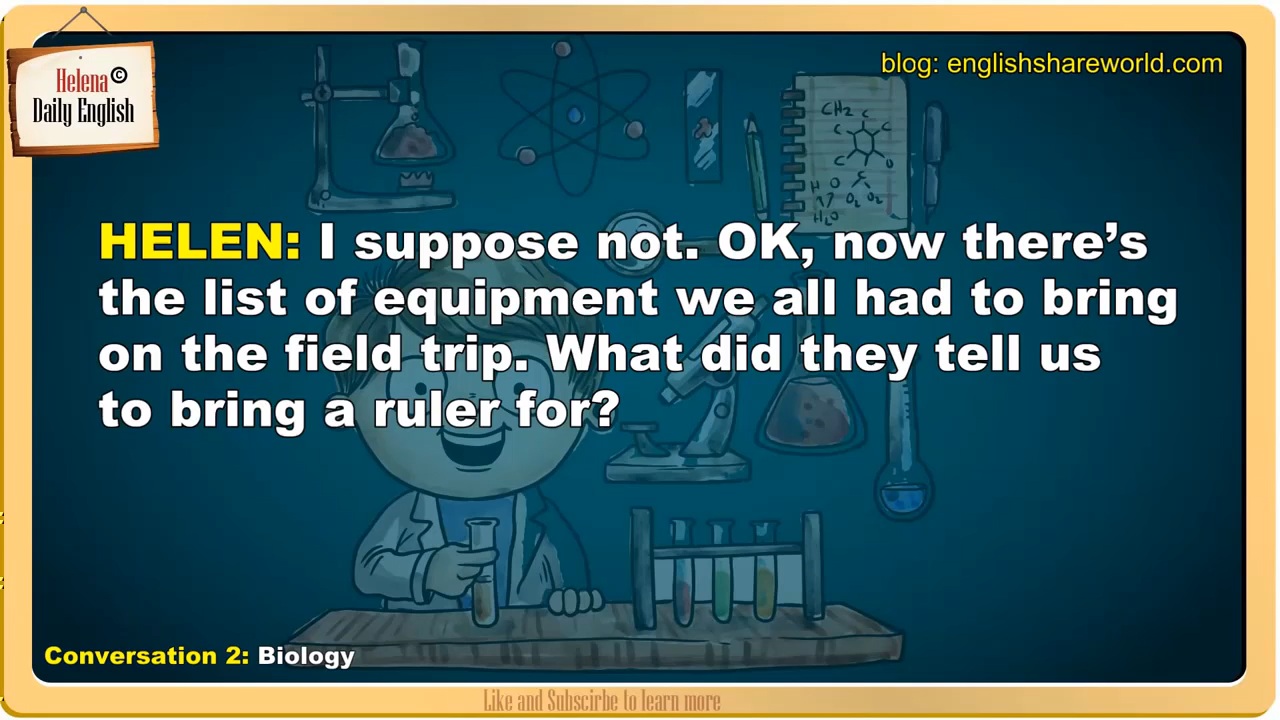 Helena©
Daily English
blog: englishshareworld.com
CH2
HELEN: I suppose not. OK, now there’s
the list of equipment we all had to bring
on the field trip. What did they tell us
to bring a ruler for?
Conversation 2: Biology
Like and Subscirbe to learn more